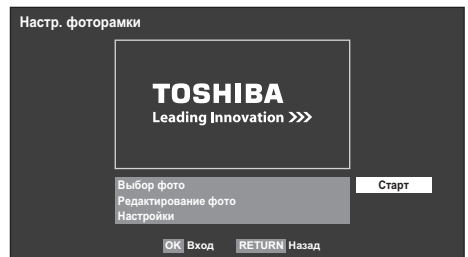 Настр. фоторамки
TOSHIBA
Leading Innovation >>>
Выбор фото
Старт
Редактирование фото
Настройки
OK Вход RETURN Назад